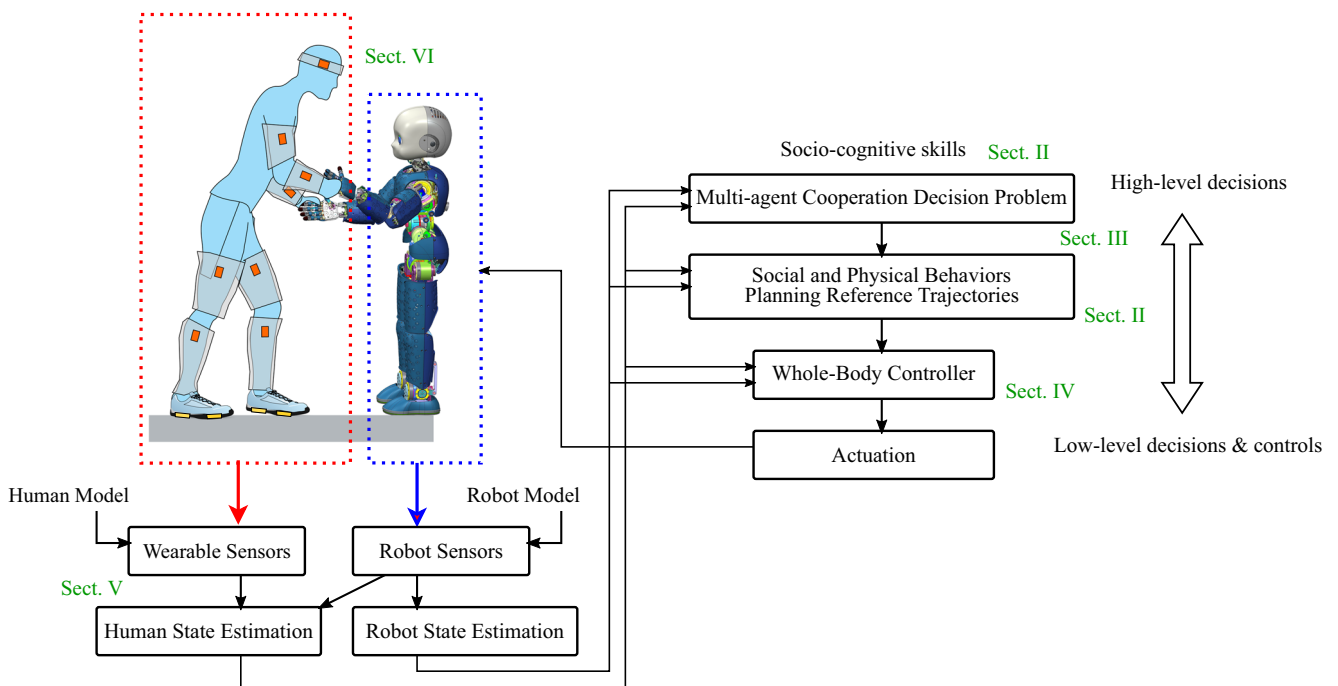 Sect. VI
Socio-cognitive skills
Sect. II
Multi-agent Cooperation Decision Problem
High-level decisions
Sect. III
Social and Physical Behaviors
Planning Reference Trajectories
Sect. II
Whole-Body Controller
Sect. IV
Actuation
Low-level decisions & controls
Human Model
Robot Model
Wearable Sensors
Robot Sensors
Sect. V
Human State Estimation
Robot State Estimation